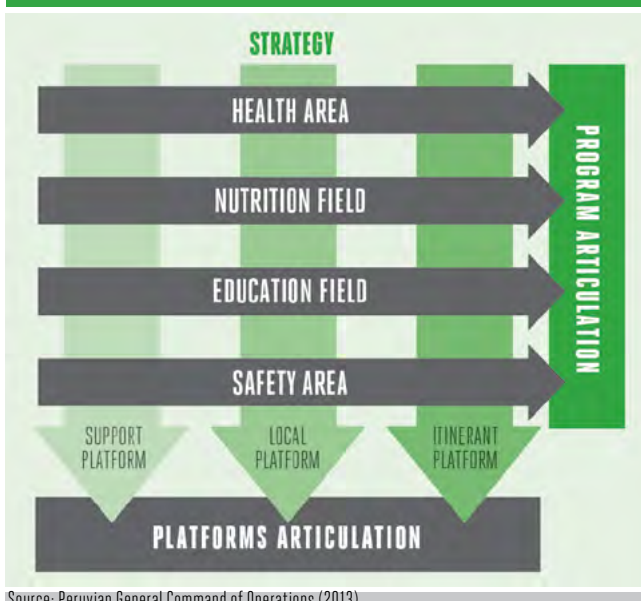 STRATEGY
HEALTH AREA
NUTRITION FIELD
EDUCATION FIELD
SAFETY AREA
PROGRAM ARTICULATION
SUPPORT
PLATFORM
LOCAL
PLATFORM
ITINERANT
PLATFORM
PLATFORMS ARTICULATION
Source: Peruvian General Command of Operations (2013)